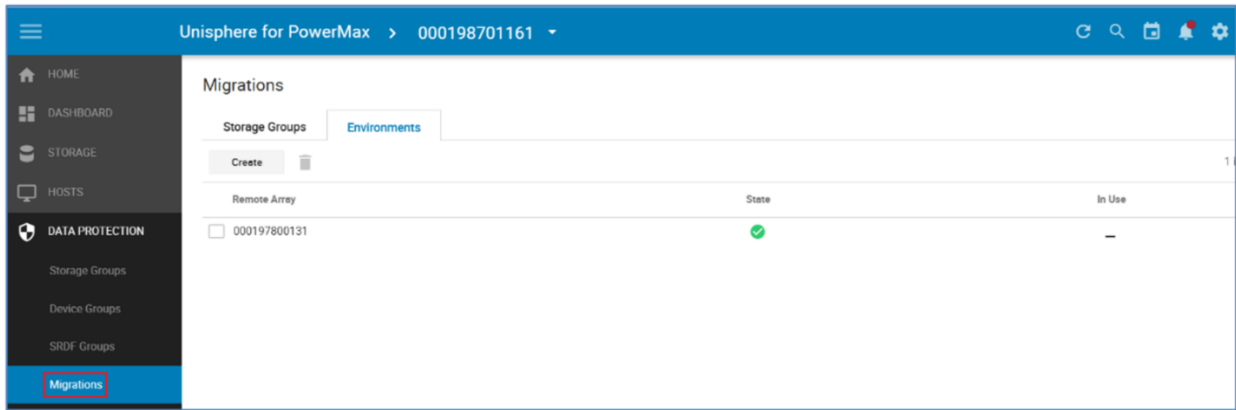 Unisphere for PowerMax > 000198701161
HOME
DASHBOARD
STORAGE
HOSTS
DATA PROTECTION
Storage Groups
Device Groups
SRDF Groups
Migrations
Migrations
Storage Groups Environments
Create
1
Remote Array State In Use
000197800131 –